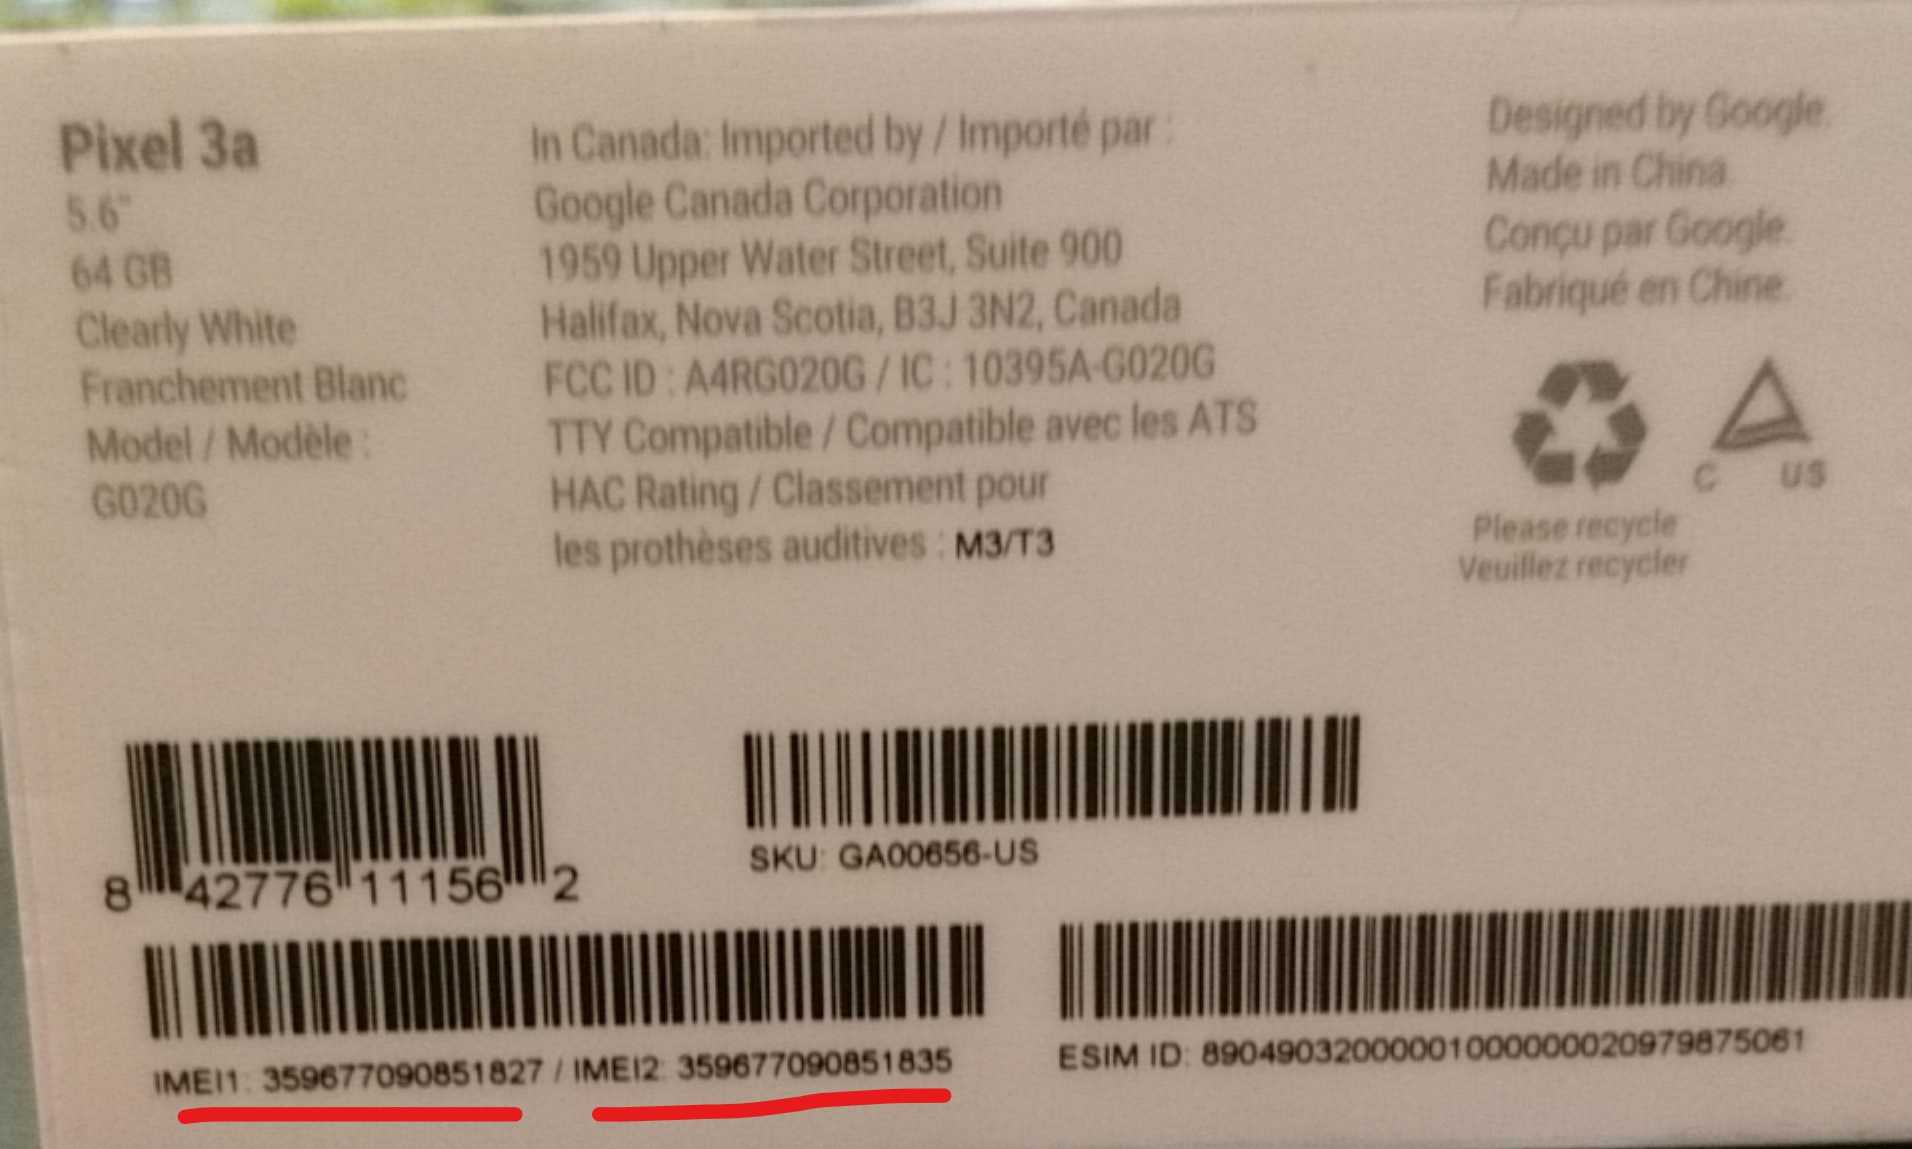 Pixel 3a
5.6"
64 GB
Clearly White
Franchement Blanc
Model / Modèle :
G020G
In Canada: Imported by / Importé par :
Google Canada Corporation
1959 Upper Water Street, Suite 900
Halifax, Nova Scotia, B3J 3N2, Canada
FCC ID : A4RG020G / IC : 10395A-G020G
TTY Compatible / Compatible avec les ATS
HAC Rating / Classement pour
les prothèses auditives : M3/T3
Designed by Google.
Made in China.
Conçu par Google.
Fabriqué en Chine.
C US
Please recycle
Veuillez recycler
8 42776 11156 2
SKU: GA00656-US
IMEI1: 359677090851827 / IMEI2: 359677090851835
ESIM ID: 89049032000001000000020979875061